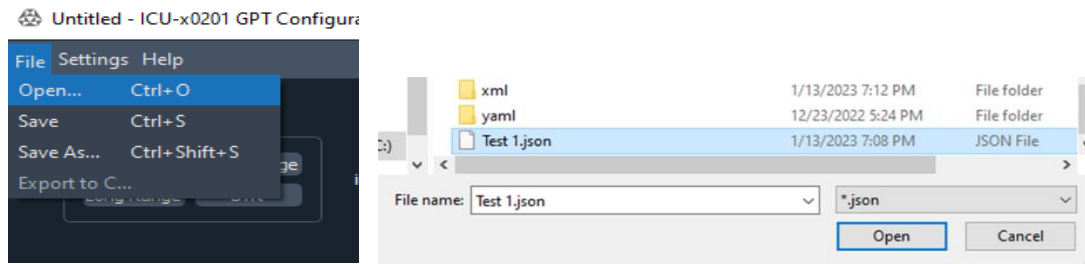 Untitled - ICU-x0201 GPT Configura
File Settings Help
Open... Ctrl+O
Save Ctrl+S
Save As... Ctrl+Shift+S
Export to C...
xml 1/13/2023 7:12 PM File folder
yaml 12/23/2022 5:24 PM File folder
Test 1.json 1/13/2023 7:08 PM JSON File
File name: Test 1.json *.json
Open Cancel